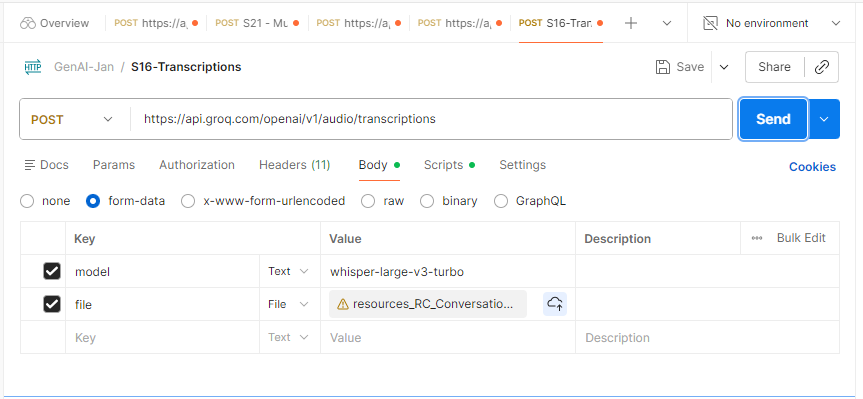 Overview POST https://a POST S21 - Mu POST https://a POST https://a POST S16-Tran No environment
HTTP GenAI-Jan / S16-Transcriptions Save Share
POST https://api.groq.com/openai/v1/audio/transcriptions Send
Docs Params Authorization Headers (11) Body Scripts Settings Cookies
none form-data x-www-form-urlencoded raw binary GraphQL
Key Value Description ••• Bulk Edit
model Text whisper-large-v3-turbo
file File resources_RC_Conversatio...
Key Text Value Description